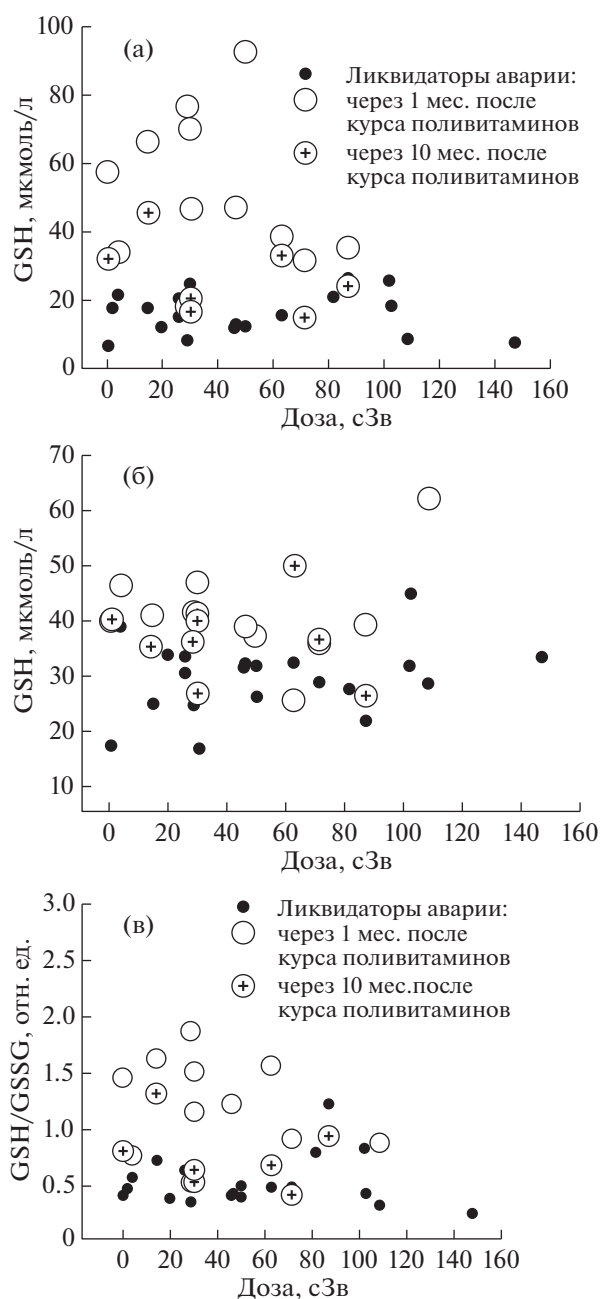 100
80
60
40
20
0
GSH, мкмоль/л
(а)
Ликвидаторы аварии:
через 1 мес. после
курса поливитаминов
через 10 мес. после
курса поливитаминов
0 20 40 60 80 100 120 140 160
Доза, сЗв
70
60
50
40
30
20
10
GSH, мкмоль/л
(б)
0 20 40 60 80 100 120 140 160
Доза, сЗв
3.0
2.5
2.0
1.5
1.0
0.5
0
GSH/GSSG, отн. ед.
(в)
Ликвидаторы аварии:
через 1 мес. после
курса поливитаминов
через 10 мес.после
курса поливитаминов
0 20 40 60 80 100 120 140 160
Доза, сЗв